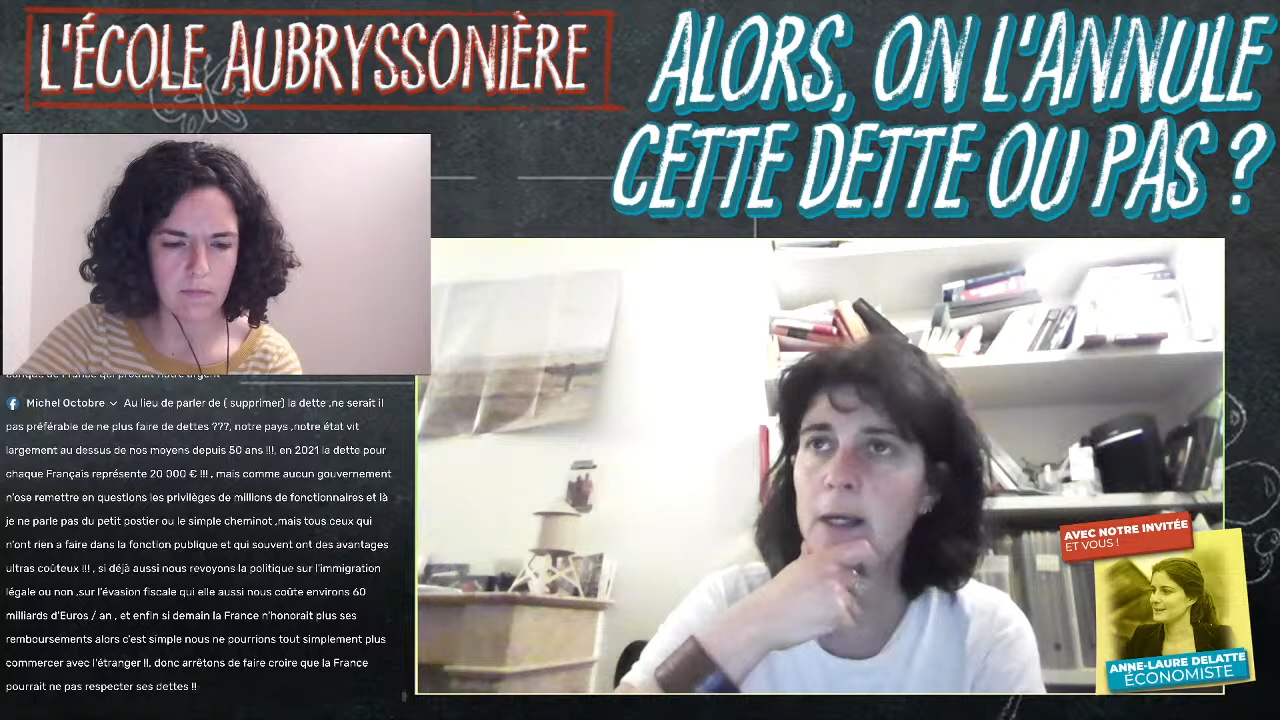 L'ÉCOLE AUBRYSSONIÈRE
ALORS, ON L'ANNULE
CETTE DETTE OU PAS ?
banque de France qui produit notre argent
Michel Octobre Au lieu de parler de ( supprimer) la dette ,ne serait il
pas préférable de ne plus faire de dettes ???, notre pays ,notre état vit
largement au dessus de nos moyens depuis 50 ans !!!, en 2021 la dette pour
chaque Français représente 20 000 € !!! , mais comme aucun gouvernement
n'ose remettre en questions les privilèges de millions de fonctionnaires et là
je ne parle pas du petit postier ou le simple cheminot ,mais tous ceux qui
n'ont rien a faire dans la fonction publique et qui souvent ont des avantages
ultras coûteux !!! , si déjà aussi nous revoyons la politique sur l'immigration
légale ou non ,sur l'évasion fiscale qui elle aussi nous coûte environs 60
milliards d'Euros / an , et enfin si demain la France n'honorait plus ses
remboursements alors c'est simple nous ne pourrions tout simplement plus
commercer avec l'étranger !!, donc arrêtons de faire croire que la France
pourrait ne pas respecter ses dettes !!
AVEC NOTRE INVITÉE
ET VOUS !
ANNE-LAURE DELATTE
ÉCONOMISTE